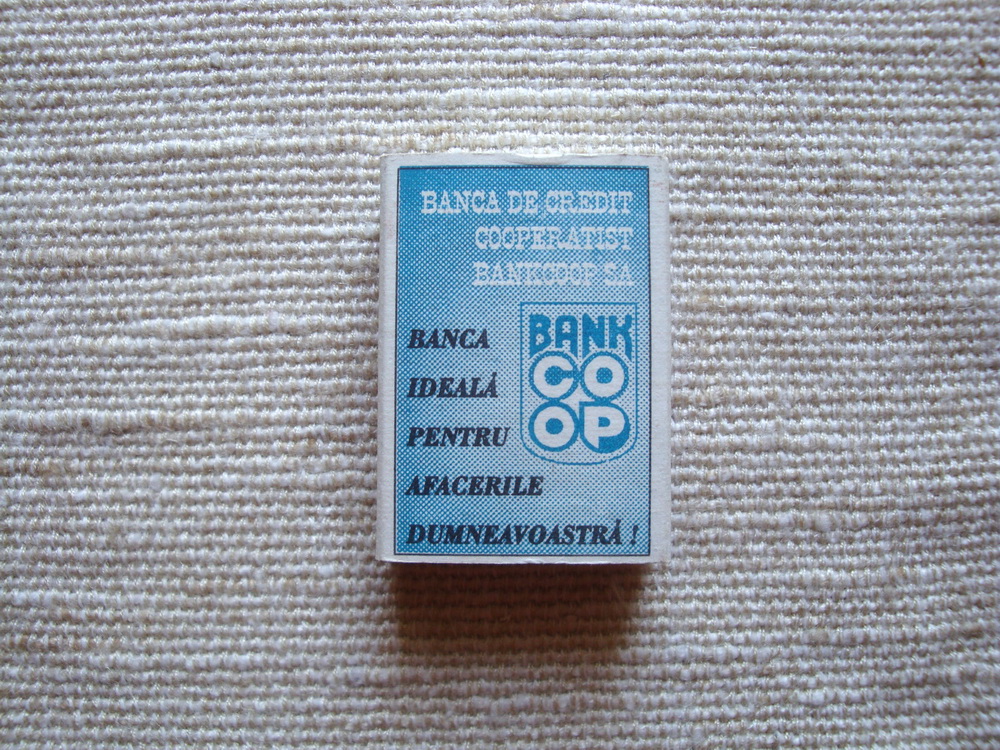 BANCA DE CREDIT
COOPERATIST
BANKCOOP SA
BANK
CO
OP
BANCA
IDEALĂ
PENTRU
AFACERILE
DUMNEAVOASTRĂ !